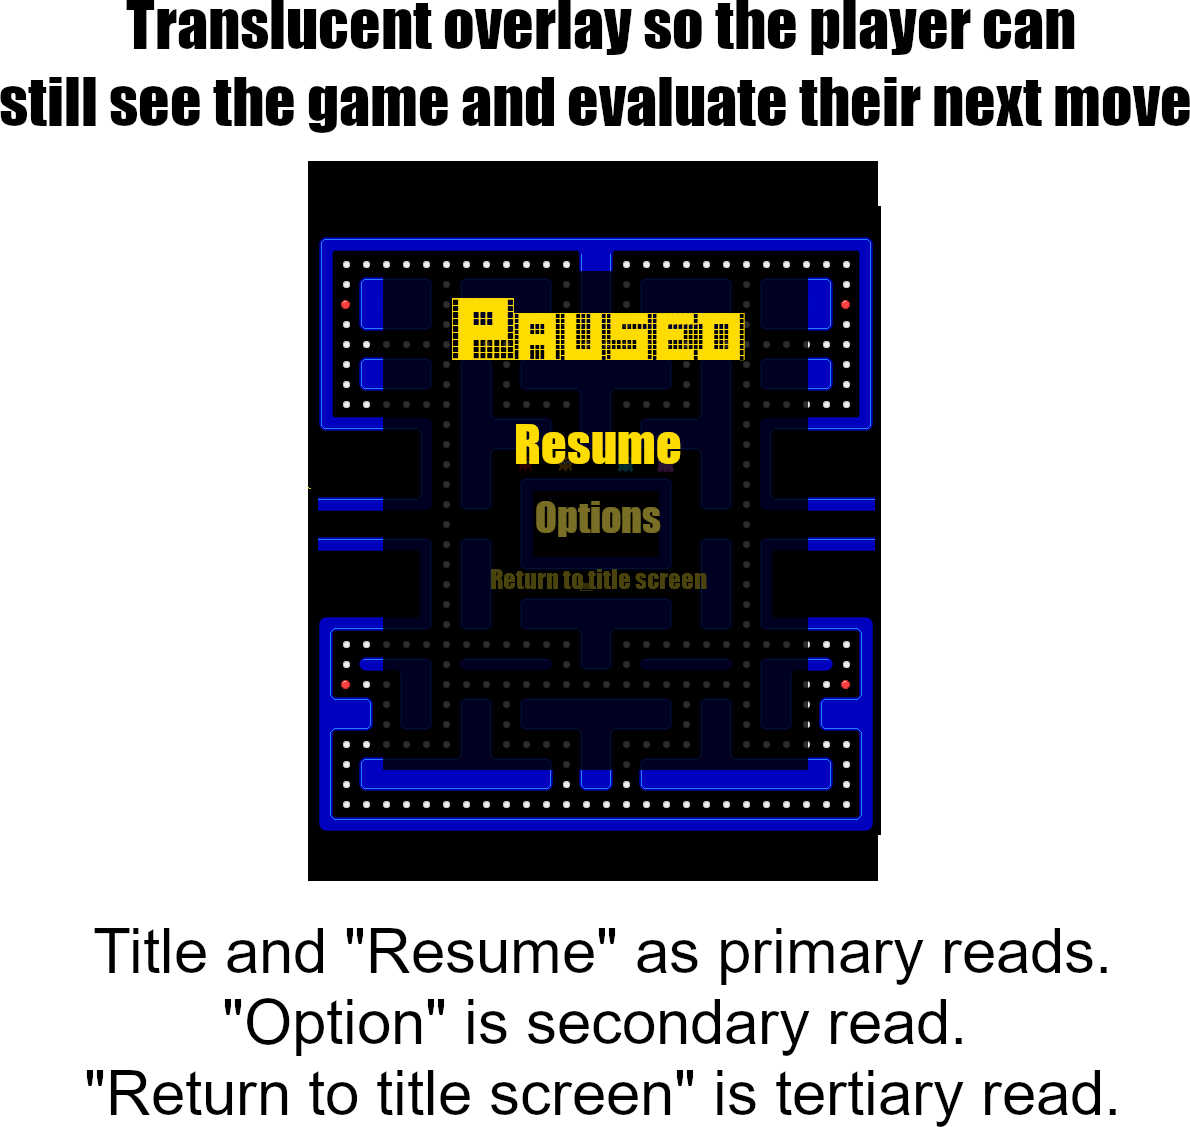 Translucent overlay so the player can
still see the game and evaluate their next move
Paused
Resume
Options
Return to title screen
Title and "Resume" as primary reads.
"Option" is secondary read.
"Return to title screen" is tertiary read.